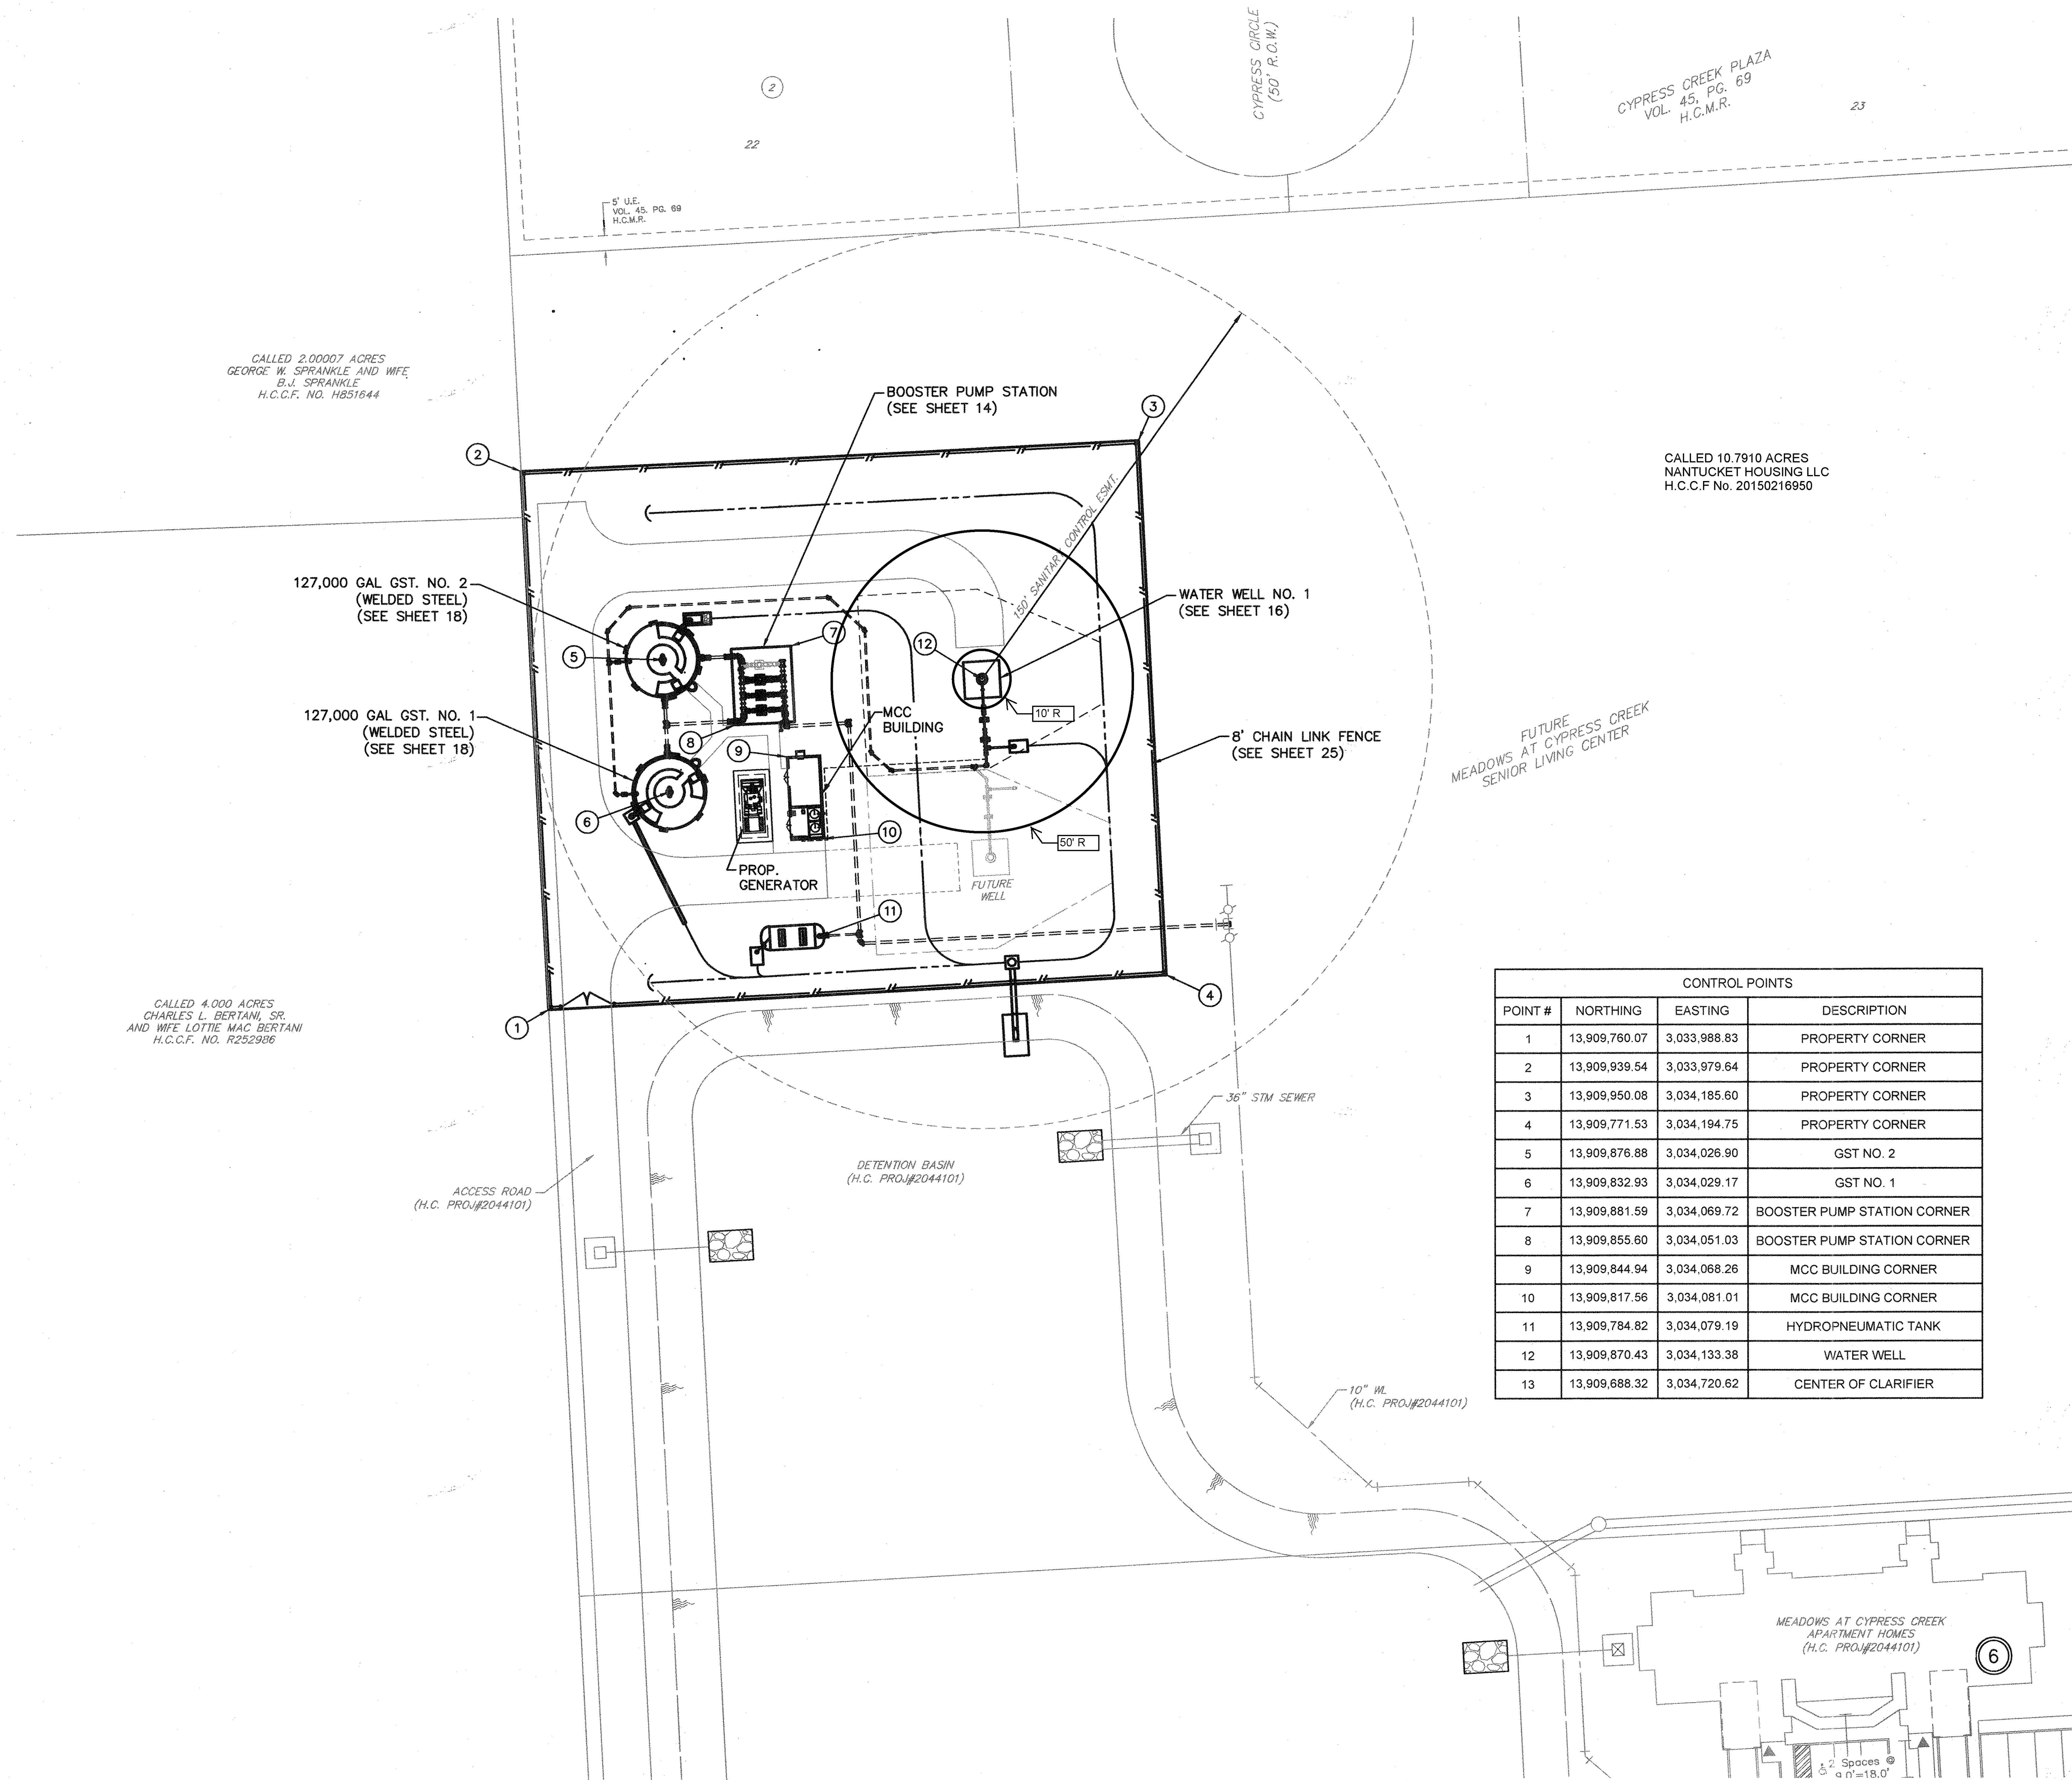 CYPRESS CIRCLE
(50' R.O.W.)
CYPRESS CREEK PLAZA
VOL. 45, PG. 69
H.C.M.R.
2
22
23
5' U.E.
VOL. 45. PG. 69
H.C.M.R.
CALLED 2.00007 ACRES
GEORGE W. SPRANKLE AND WIFE
B.J. SPRANKLE
H.C.C.F. NO. H851644
BOOSTER PUMP STATION
(SEE SHEET 14)
3
2
CALLED 10.7910 ACRES
NANTUCKET HOUSING LLC
H.C.C.F No. 20150216950
150' SANITARY CONTROL ESMT.
127,000 GAL GST. NO. 2
(WELDED STEEL)
(SEE SHEET 18)
WATER WELL NO. 1
(SEE SHEET 16)
7
12
5
127,000 GAL GST. NO. 1
(WELDED STEEL)
(SEE SHEET 18)
MCC
BUILDING
10' R
8
9
8' CHAIN LINK FENCE
(SEE SHEET 25)
FUTURE
MEADOWS AT CYPRESS CREEK
SENIOR LIVING CENTER
6
10
50' R
PROP.
GENERATOR
FUTURE
WELL
11
4
1
CALLED 4.000 ACRES
CHARLES L. BERTANI, SR.
AND WIFE LOTTIE MAC BERTANI
H.C.C.F. NO. R252986
CONTROL POINTS
POINT # NORTHING EASTING DESCRIPTION
1 13,909,760.07 3,033,988.83 PROPERTY CORNER
2 13,909,939.54 3,033,979.64 PROPERTY CORNER
3 13,909,950.08 3,034,185.60 PROPERTY CORNER
4 13,909,771.53 3,034,194.75 PROPERTY CORNER
5 13,909,876.88 3,034,026.90 GST NO. 2
6 13,909,832.93 3,034,029.17 GST NO. 1
7 13,909,881.59 3,034,069.72 BOOSTER PUMP STATION CORNER
8 13,909,855.60 3,034,051.03 BOOSTER PUMP STATION CORNER
9 13,909,844.94 3,034,068.26 MCC BUILDING CORNER
10 13,909,817.56 3,034,081.01 MCC BUILDING CORNER
11 13,909,784.82 3,034,079.19 HYDROPNEUMATIC TANK
12 13,909,870.43 3,034,133.38 WATER WELL
13 13,909,688.32 3,034,720.62 CENTER OF CLARIFIER
36" STM SEWER
DETENTION BASIN
(H.C. PROJ#2044101)
ACCESS ROAD
(H.C. PROJ#2044101)
10" WL
(H.C. PROJ#2044101)
MEADOWS AT CYPRESS CREEK
APARTMENT HOMES
(H.C. PROJ#2044101)
6
2 Spaces @
9.0'=18.0'